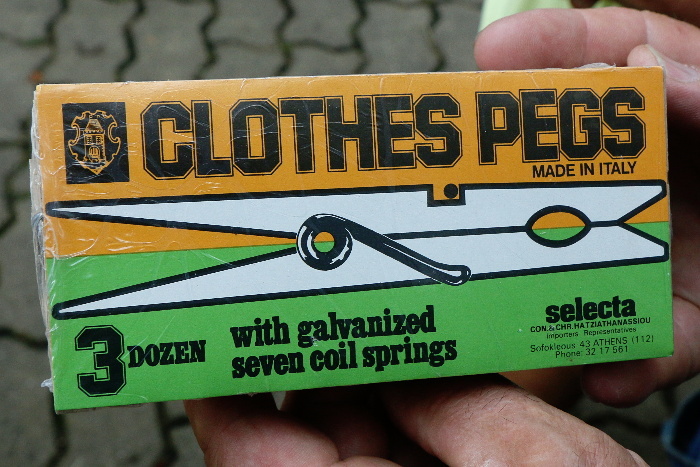 CLOTHES PEGS
MADE IN ITALY
3 DOZEN
with galvanized
seven coil springs
selecta
CON.& CHR. HATZIATHANASSIOU
Importers Representatives
Sofokleous 43 ATHENS (112)
Phone: 32 17 561